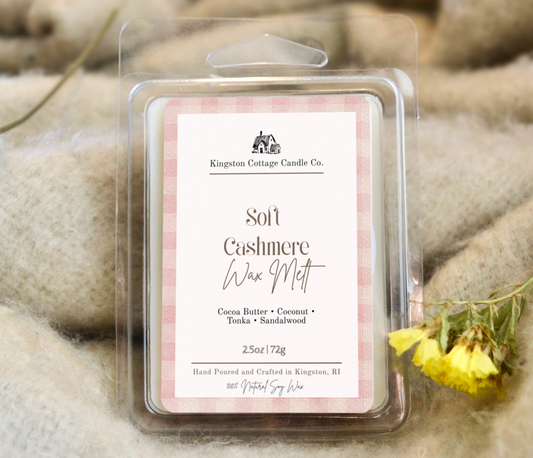 Kingston Cottage Candle Co.
Soft
Cashmere
Wax Melt
Cocoa Butter • Coconut •
Tonka • Sandalwood
2.5oz | 72g
Hand Poured and Crafted in Kingston, RI
100% Natural Soy Wax